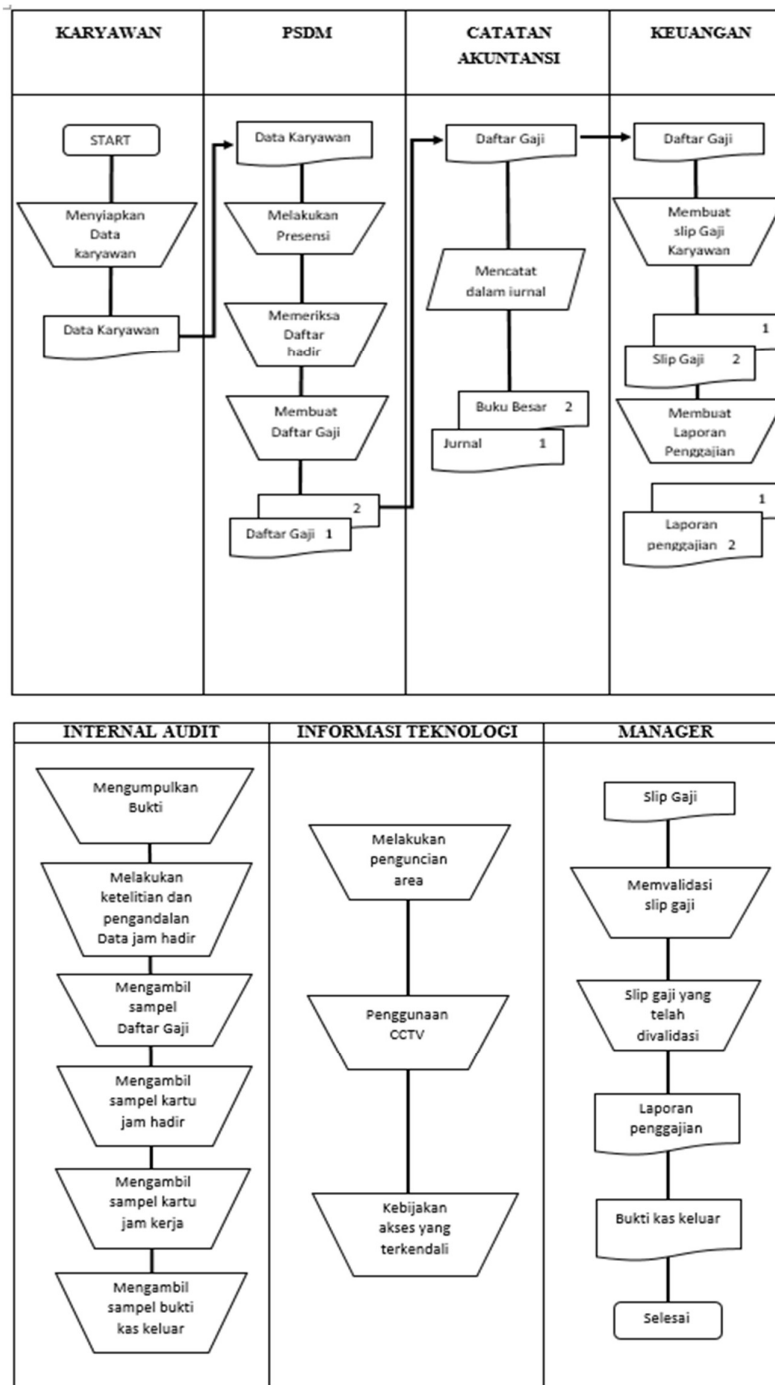 KARYAWAN
START
Menyiapkan
Data
karyawan
Data Karyawan
PSDM
Data Karyawan
Melakukan
Presensi
Memeriksa
Daftar
hadir
Membuat
Daftar Gaji
2
Daftar Gaji 1
CATATAN
AKUNTANSI
Daftar Gaji
Mencatat
dalam iurnal
Buku Besar 2
Jurnal 1
KEUANGAN
Daftar Gaji
Membuat
slip Gaji
Karyawan
1
Slip Gaji 2
Membuat
Laporan
Penggajian
1
Laporan
penggajian 2
INTERNAL AUDIT
Mengumpulkan
Bukti
Melakukan
ketelitian dan
pengandalan
Data jam hadir
Mengambil
sampel
Daftar Gaji
Mengambil
sampel kartu
jam hadir
Mengambil
sampel kartu
jam kerja
Mengambil
sampel bukti
kas keluar
INFORMASI TEKNOLOGI
Melakukan
penguncian
area
Penggunaan
CCTV
Kebijakan
akses yang
terkendali
MANAGER
Slip Gaji
Memvalidasi
slip gaji
Slip gaji yang
telah
divalidasi
Laporan
penggajian
Bukti kas keluar
Selesai